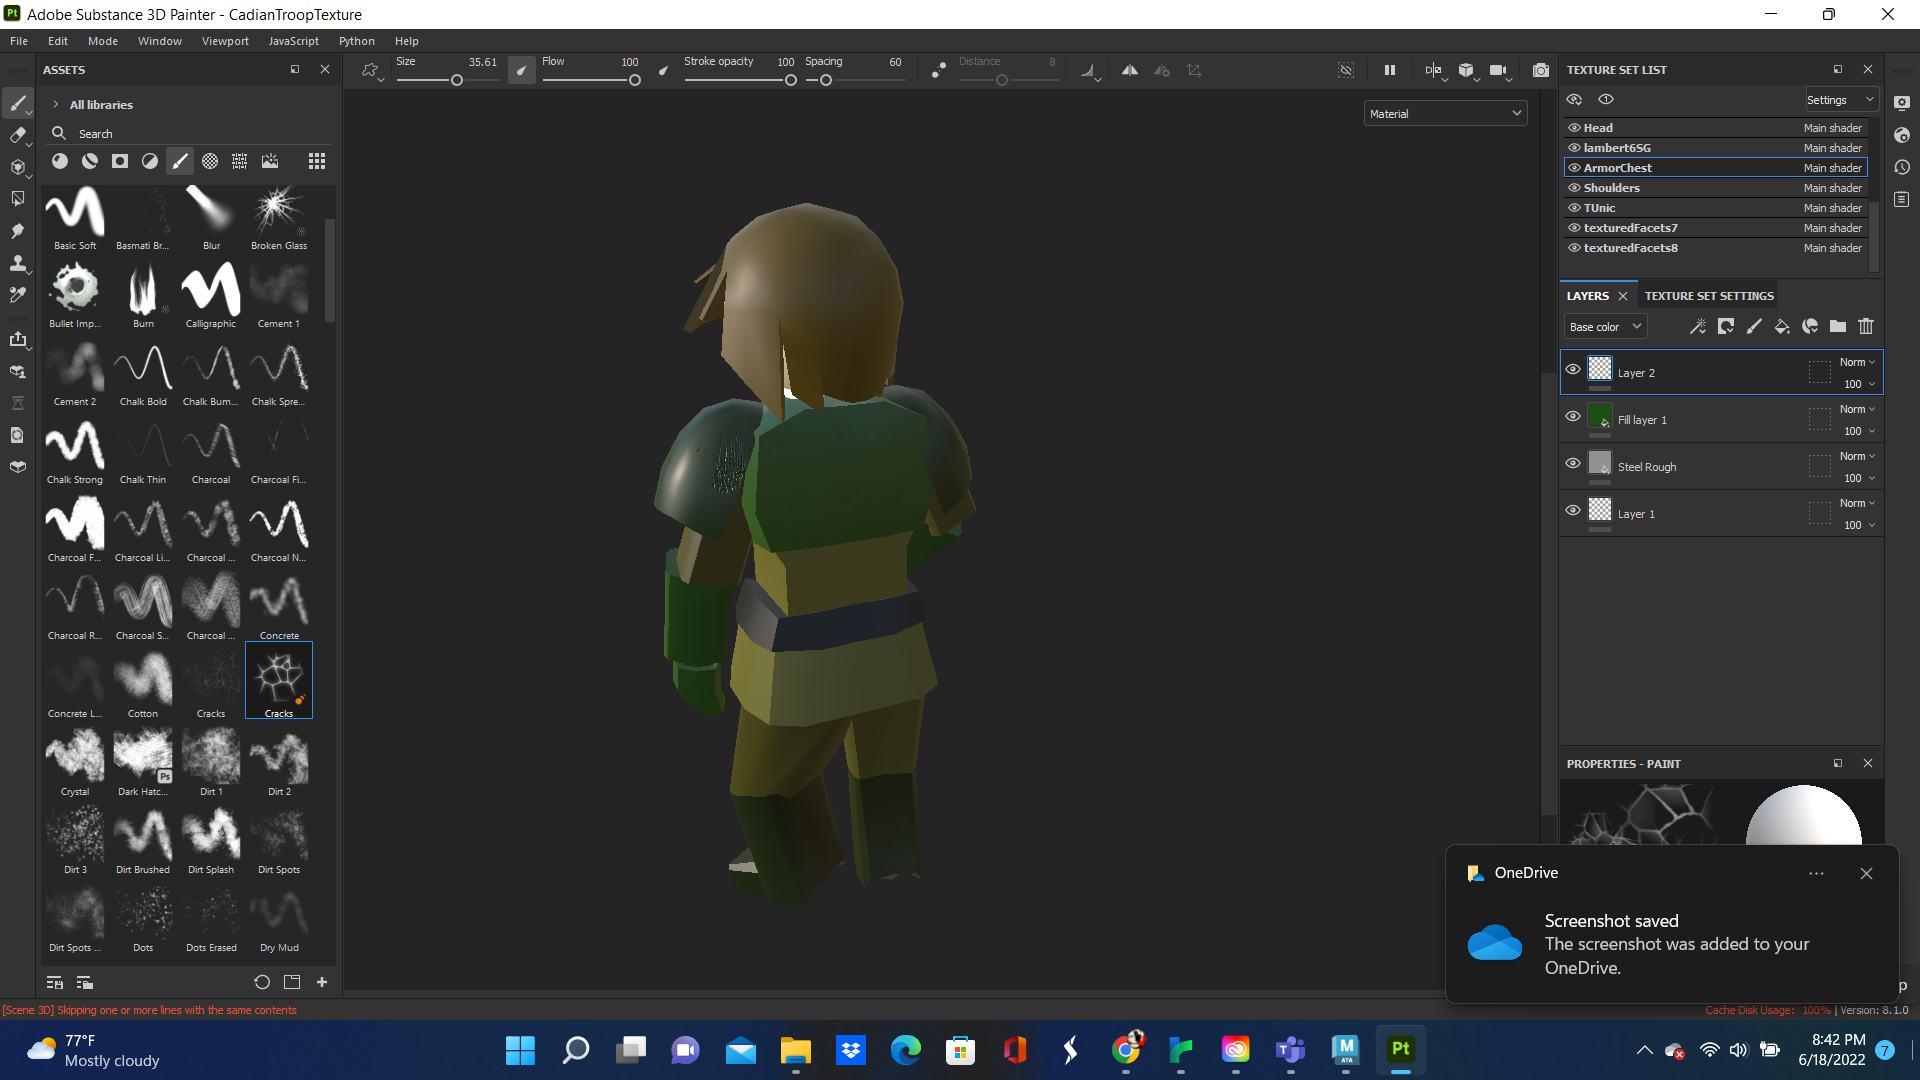 Pt Adobe Substance 3D Painter - CadianTroopTexture
File Edit Mode Window Viewport JavaScript Python Help
ASSETS
All libraries
Search
Basic Soft Basmati Br... Blur Broken Glass
Bullet Imp... Burn Calligraphic Cement 1
Cement 2 Chalk Bold Chalk Bum... Chalk Spre...
Chalk Strong Chalk Thin Charcoal Charcoal Fi...
Charcoal F... Charcoal Li... Charcoal ... Charcoal N...
Charcoal R... Charcoal S... Charcoal ... Concrete
Concrete L... Cotton Cracks Cracks
Ps
Crystal Dark Hatc... Dirt 1 Dirt 2
Dirt 3 Dirt Brushed Dirt Splash Dirt Spots
Dirt Spots ... Dots Dots Erased Dry Mud
Size 35.61 Flow 100 Stroke opacity 100 Spacing 60 Distance 8
Material
TEXTURE SET LIST
Settings
Head Main shader
lambert6SG Main shader
ArmorChest Main shader
Shoulders Main shader
TUnic Main shader
texturedFacets7 Main shader
texturedFacets8 Main shader
LAYERS TEXTURE SET SETTINGS
Base color
Layer 2 Norm 100
Fill layer 1 Norm 100
Steel Rough Norm 100
Layer 1 Norm 100
PROPERTIES - PAINT
OneDrive
Screenshot saved
The screenshot was added to your
OneDrive.
p
[Scene 3D] Skipping one or more lines with the same contents
Cache Disk Usage: 100% | Version: 8.1.0
77°F
Mostly cloudy
M
AYA
Pt
8:42 PM
6/18/2022
7